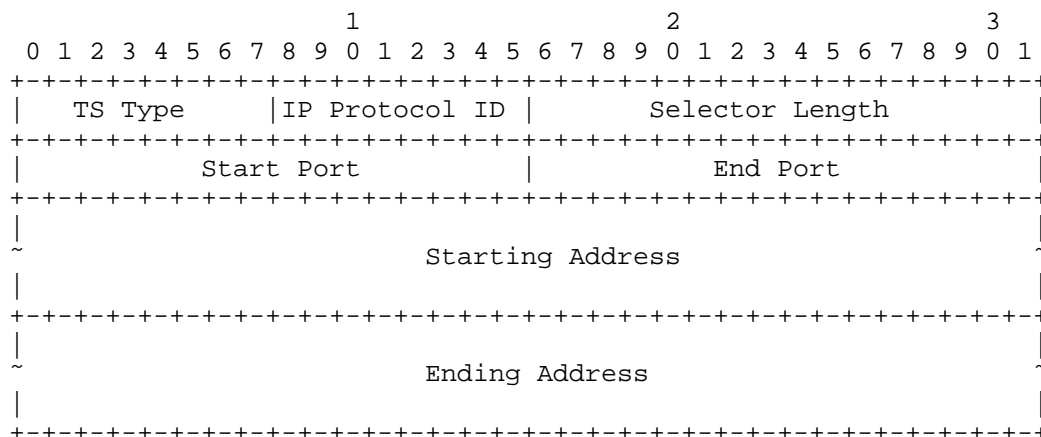 1                   2                   3
 0 1 2 3 4 5 6 7 8 9 0 1 2 3 4 5 6 7 8 9 0 1 2 3 4 5 6 7 8 9 0 1
+-+-+-+-+-+-+-+-+-+-+-+-+-+-+-+-+-+-+-+-+-+-+-+-+-+-+-+-+-+-+-+-+
|   TS Type     |IP Protocol ID |       Selector Length         |
+-+-+-+-+-+-+-+-+-+-+-+-+-+-+-+-+-+-+-+-+-+-+-+-+-+-+-+-+-+-+-+-+
|           Start Port          |           End Port            |
+-+-+-+-+-+-+-+-+-+-+-+-+-+-+-+-+-+-+-+-+-+-+-+-+-+-+-+-+-+-+-+-+
|                                                               |
~                         Starting Address                      ~
|                                                               |
+-+-+-+-+-+-+-+-+-+-+-+-+-+-+-+-+-+-+-+-+-+-+-+-+-+-+-+-+-+-+-+-+
|                                                               |
~                         Ending Address                        ~
|                                                               |
+-+-+-+-+-+-+-+-+-+-+-+-+-+-+-+-+-+-+-+-+-+-+-+-+-+-+-+-+-+-+-+-+